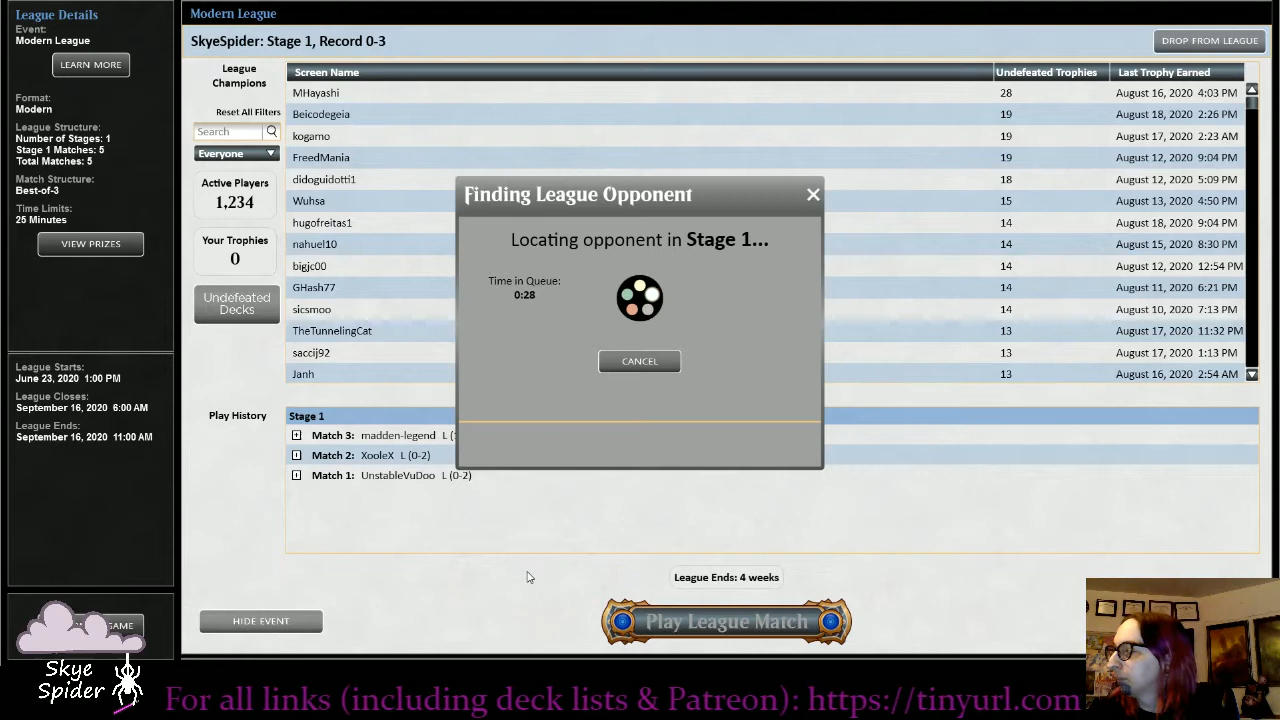 League Details
Event:
Modern League
LEARN MORE
Format:
Modern
League Structure:
Number of Stages: 1
Stage 1 Matches: 5
Total Matches: 5
Match Structure:
Best-of-3
Time Limits:
25 Minutes
VIEW PRIZES
League Starts:
June 23, 2020 1:00 PM
League Closes:
September 16, 2020 6:00 AM
League Ends:
September 16, 2020 11:00 AM
GAME
Skye
Spider
Modern League
SkyeSpider: Stage 1, Record 0-3
DROP FROM LEAGUE
League
Champions
Reset All Filters
Search
Everyone
Active Players
1,234
Your Trophies
0
Undefeated
Decks
Screen Name Undefeated Trophies Last Trophy Earned
MHayashi 28 August 16, 2020 4:03 PM
Beicodegeia 19 August 18, 2020 2:26 PM
kogamo 19 August 17, 2020 2:23 AM
FreedMania 19 August 12, 2020 9:04 PM
didoguidotti1 18 August 12, 2020 5:09 PM
Wuhsa 15 August 13, 2020 4:50 PM
hugofreitas1 14 August 18, 2020 9:04 PM
nahuel10 14 August 15, 2020 8:30 PM
bigjc00 14 August 12, 2020 12:54 PM
GHash77 14 August 11, 2020 6:21 PM
sicsmoo 14 August 10, 2020 7:13 PM
TheTunnelingCat 13 August 17, 2020 11:32 PM
saccij92 13 August 17, 2020 1:13 PM
Janh 13 August 16, 2020 2:54 AM
Finding League Opponent
Locating opponent in Stage 1...
Time in Queue:
0:28
CANCEL
Play History
Stage 1
Match 3: madden-legend L
Match 2: XooleX L (0-2)
Match 1: UnstableVuDoo L (0-2)
League Ends: 4 weeks
HIDE EVENT
Play League Match
For all links (including deck lists & Patreon): https://tinyurl.com